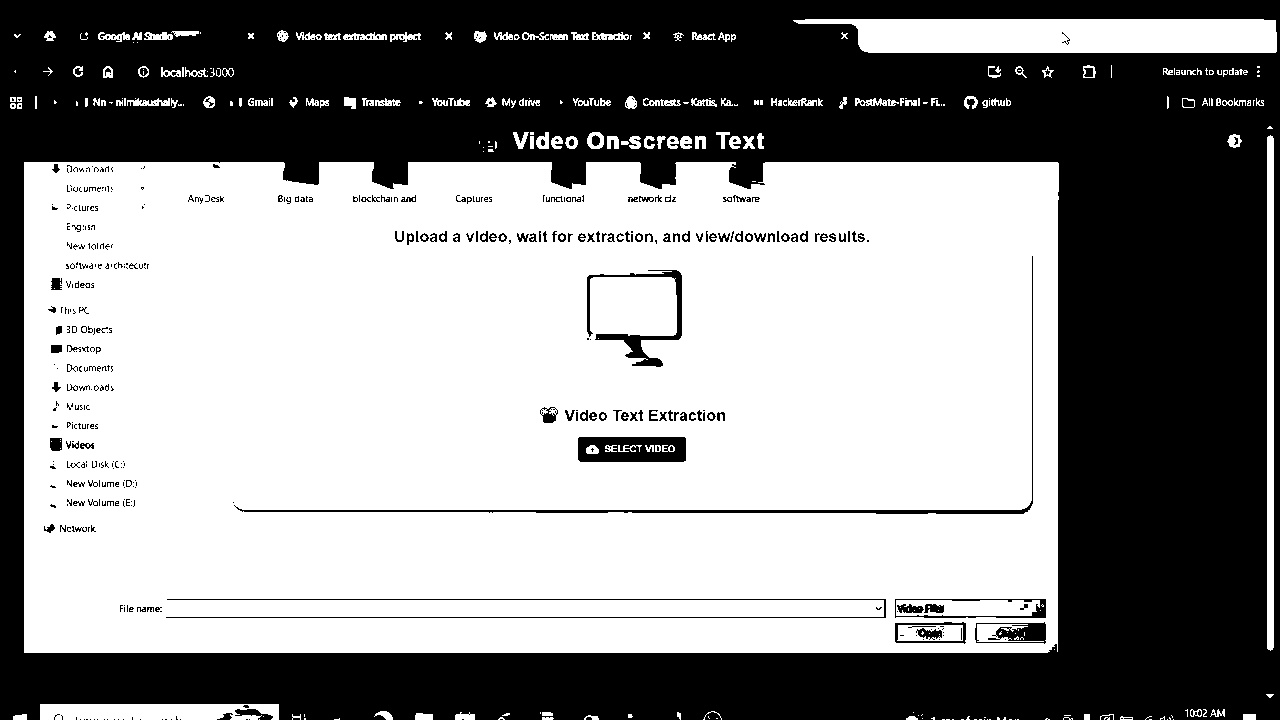 Google AI Studio
Video text extraction project
Video On-Screen Text Extraction
React App
localhost:3000
Relaunch to update
Nn - nilmikaushally...
Gmail
Maps
Translate
YouTube
My drive
YouTube
Contests – Kattis, Ka...
HackerRank
PostMate-Final – Fi...
github
All Bookmarks
Video On-screen Text
Downloads
Documents
Pictures
English
New folder
software architectutr
Videos
This PC
3D Objects
Desktop
Documents
Downloads
Music
Pictures
Videos
Local Disk (C:)
New Volume (D:)
New Volume (E:)
Network
AnyDesk
Big data
blockchain and
Captures
functional
network clz
software
Upload a video, wait for extraction, and view/download results.
Video Text Extraction
SELECT VIDEO
File name:
Video Files
Open
10:02 AM